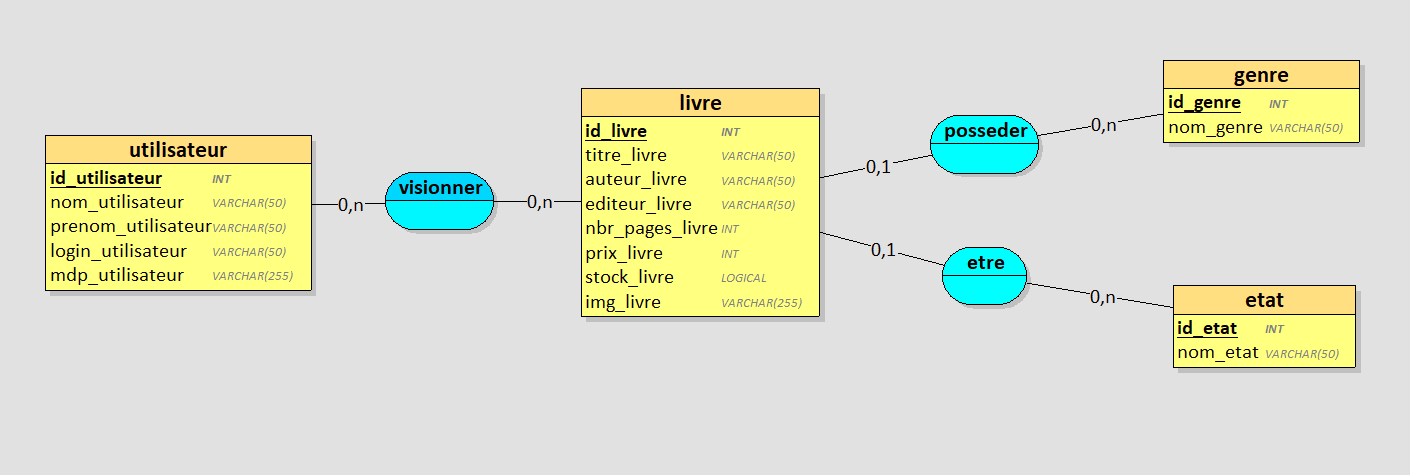 utilisateur
id_utilisateur INT
nom_utilisateur VARCHAR(50)
prenom_utilisateur VARCHAR(50)
login_utilisateur VARCHAR(50)
mdp_utilisateur VARCHAR(255)
0,n
visionner
0,n
livre
id_livre INT
titre_livre VARCHAR(50)
auteur_livre VARCHAR(50)
editeur_livre VARCHAR(50)
nbr_pages_livre INT
prix_livre INT
stock_livre LOGICAL
img_livre VARCHAR(255)
0,1
posseder
0,n
genre
id_genre INT
nom_genre VARCHAR(50)
0,1
etre
0,n
etat
id_etat INT
nom_etat VARCHAR(50)